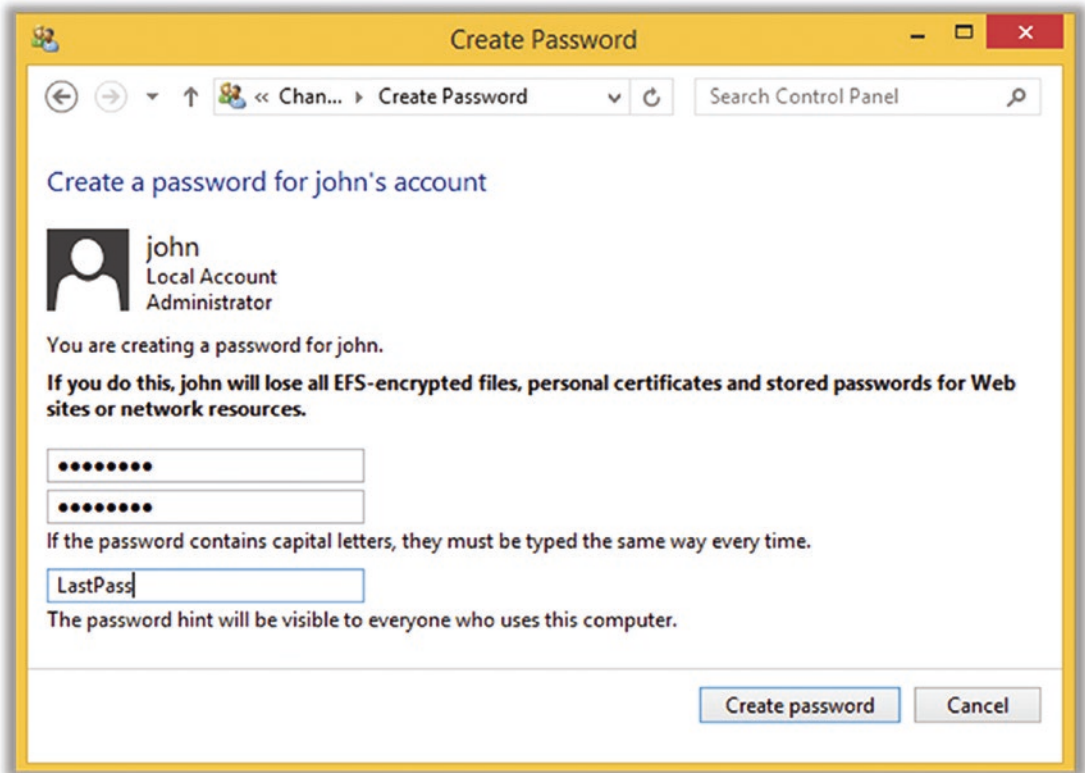 Create Password
« Chan... ▸ Create Password
Search Control Panel
Create a password for john's account
john
Local Account
Administrator
You are creating a password for john.
If you do this, john will lose all EFS-encrypted files, personal certificates and stored passwords for Web
sites or network resources.
••••••••
••••••••
If the password contains capital letters, they must be typed the same way every time.
LastPass
The password hint will be visible to everyone who uses this computer.
Create password
Cancel